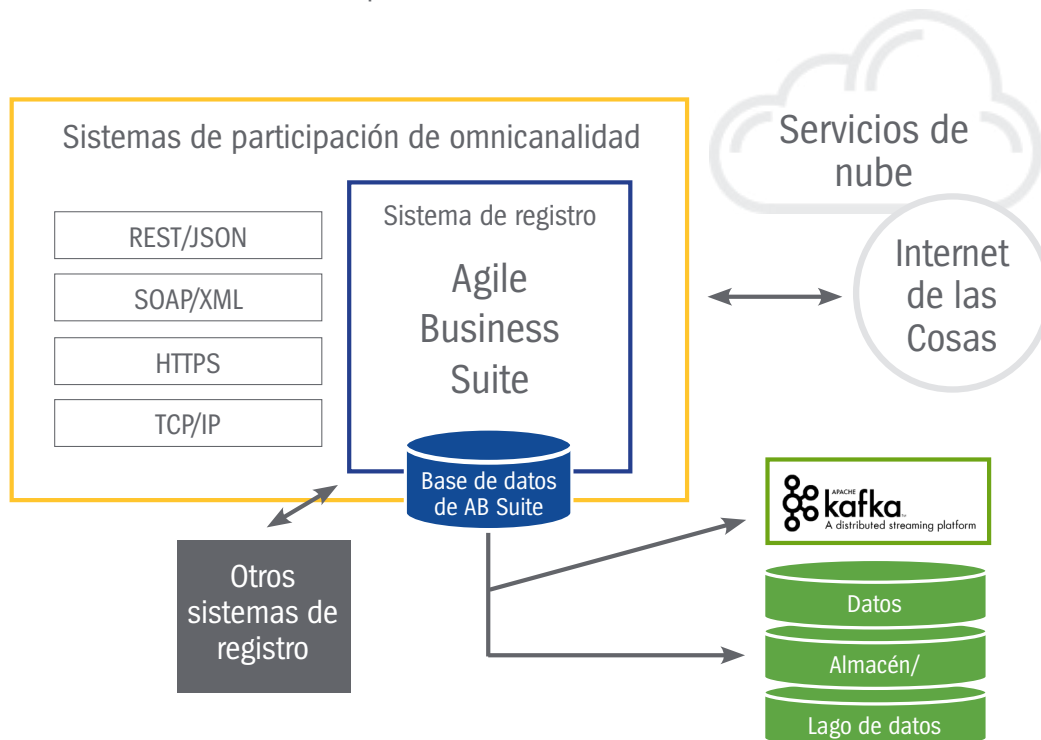 Sistemas de participación de omnicanalidad
REST/JSON
SOAP/XML
HTTPS
TCP/IP
Sistema de registro
Agile
Business
Suite
Base de datos
de AB Suite
Servicios de
nube
Internet
de las
Cosas
Otros
sistemas de
registro
APACHE
kafka
A distributed streaming platform
Datos
Almacén/
Lago de datos